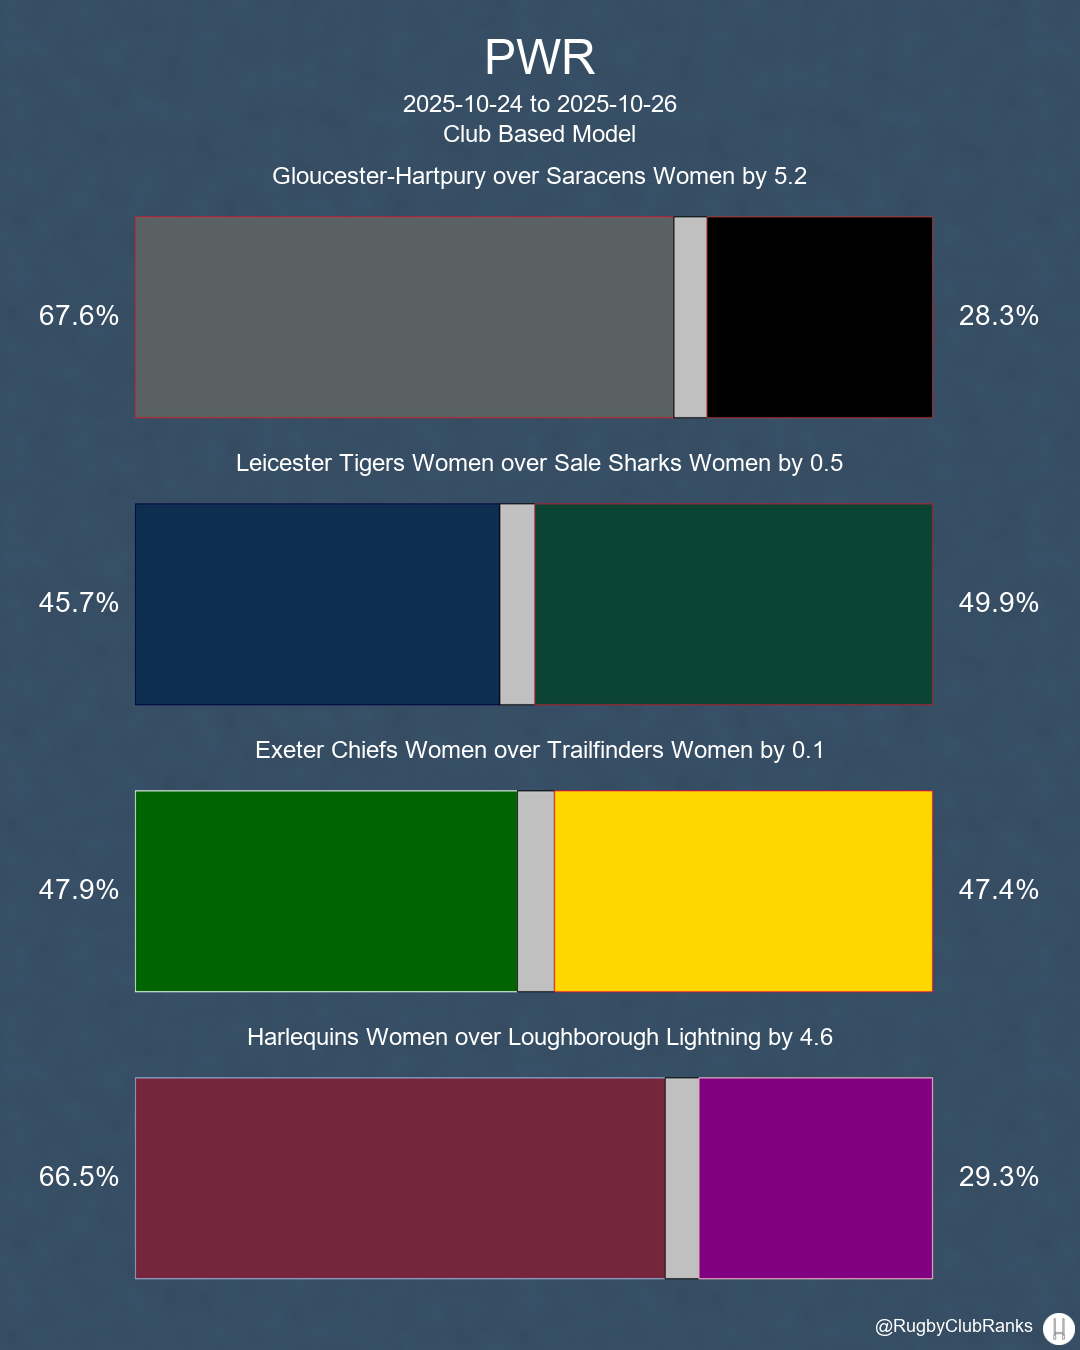 PWR
2025-10-24 to 2025-10-26
Club Based Model
Gloucester-Hartpury over Saracens Women by 5.2
67.6%
28.3%
Leicester Tigers Women over Sale Sharks Women by 0.5
45.7%
49.9%
Exeter Chiefs Women over Trailfinders Women by 0.1
47.9%
47.4%
Harlequins Women over Loughborough Lightning by 4.6
66.5%
29.3%
@RugbyClubRanks